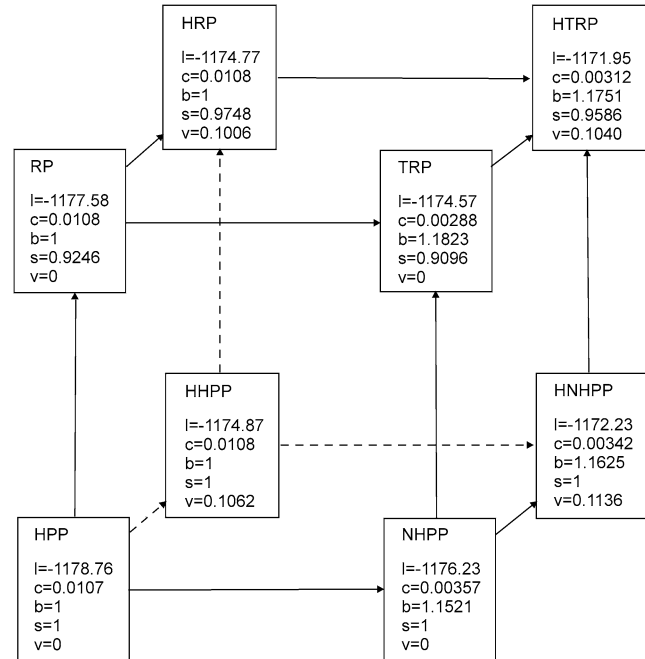 HRP
l=-1174.77
c=0.0108
b=1
s=0.9748
v=0.1006
HTRP
l=-1171.95
c=0.00312
b=1.1751
s=0.9586
v=0.1040
RP
l=-1177.58
c=0.0108
b=1
s=0.9246
v=0
TRP
l=-1174.57
c=0.00288
b=1.1823
s=0.9096
v=0
HHPP
l=-1174.87
c=0.0108
b=1
s=1
v=0.1062
HNHPP
l=-1172.23
c=0.00342
b=1.1625
s=1
v=0.1136
HPP
l=-1178.76
c=0.0107
b=1
s=1
v=0
NHPP
l=-1176.23
c=0.00357
b=1.1521
s=1
v=0